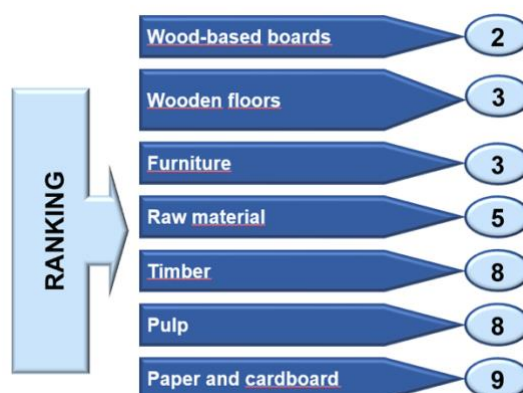 RANKING
Wood-based boards 2
Wooden floors 3
Furniture 3
Raw material 5
Timber 8
Pulp 8
Paper and cardboard 9